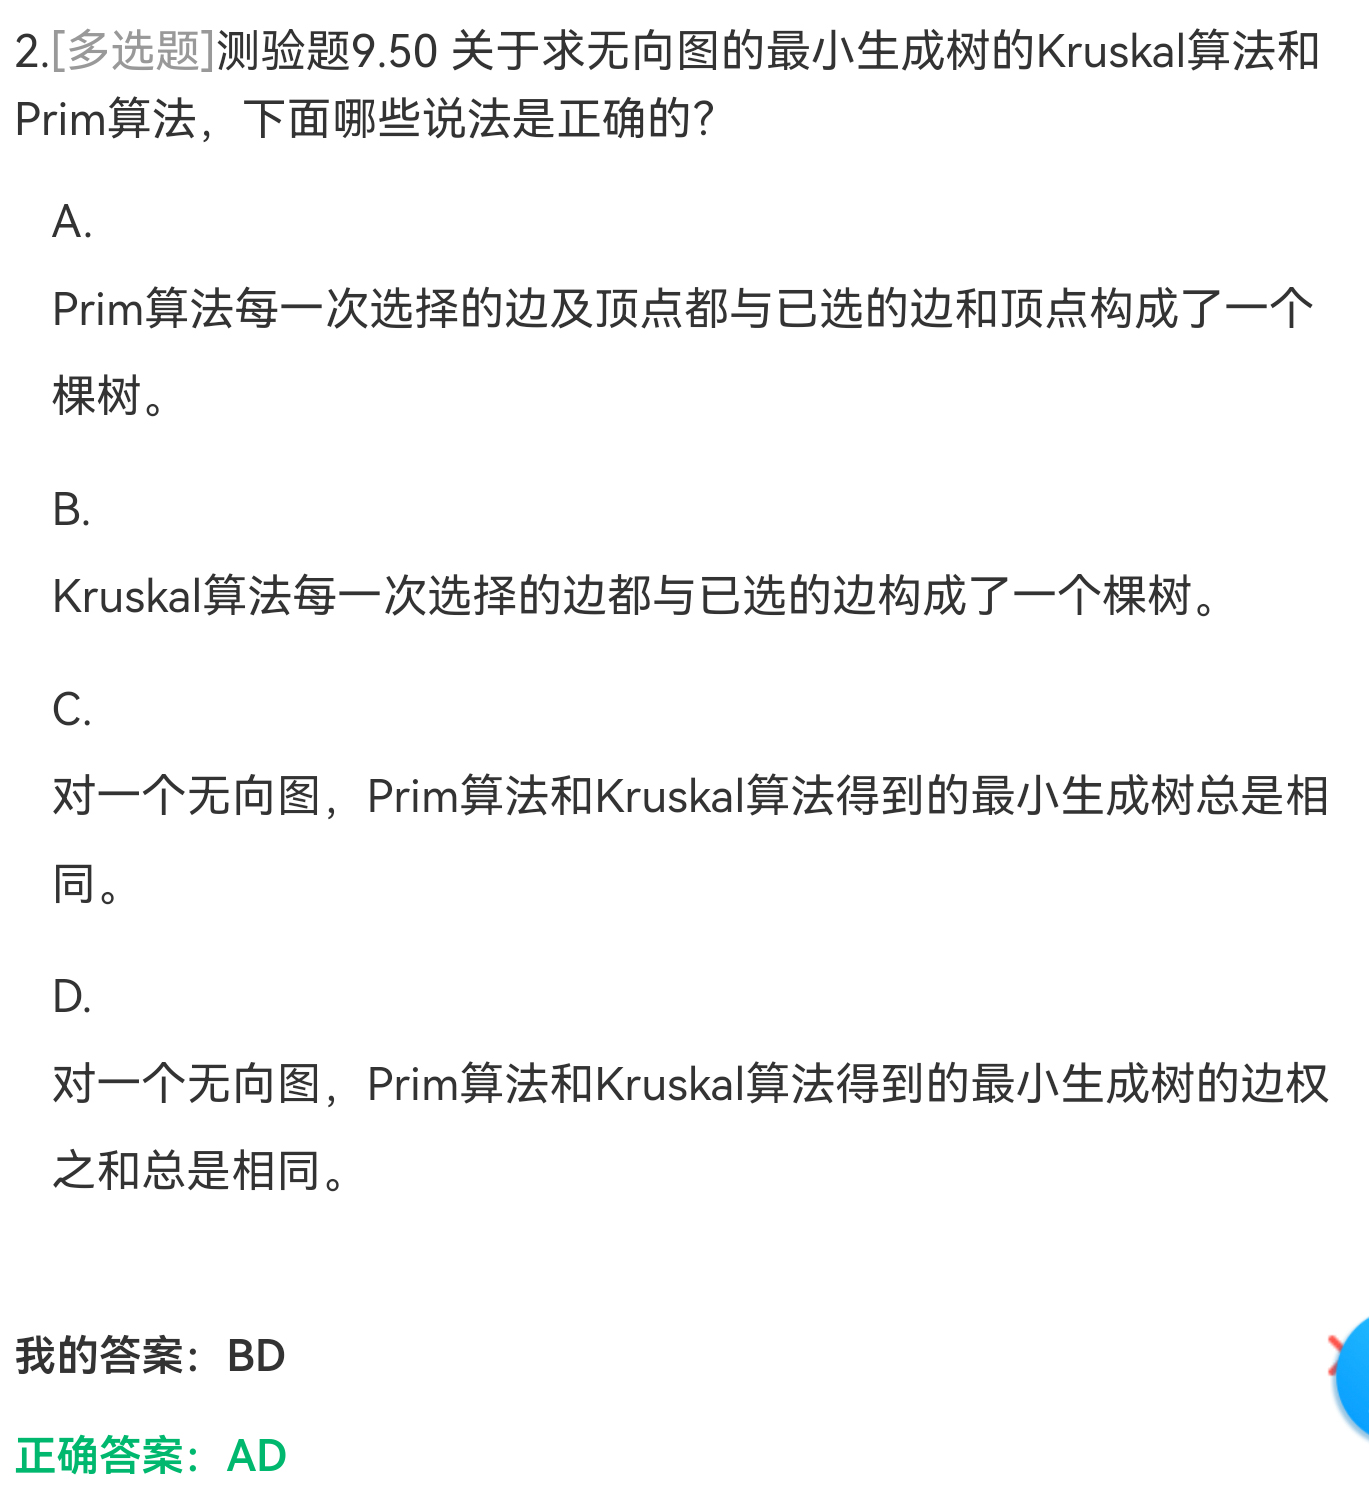 2.[多选题]测验题9.50 关于求无向图的最小生成树的Kruskal算法和
Prim算法，下面哪些说法是正确的？
A.
Prim算法每一次选择的边及顶点都与已选的边和顶点构成了一个
棵树。
B.
Kruskal算法每一次选择的边都与已选的边构成了一个棵树。
C.
对一个无向图，Prim算法和Kruskal算法得到的最小生成树总是相
同。
D.
对一个无向图，Prim算法和Kruskal算法得到的最小生成树的边权
之和总是相同。
我的答案：BD
正确答案：AD